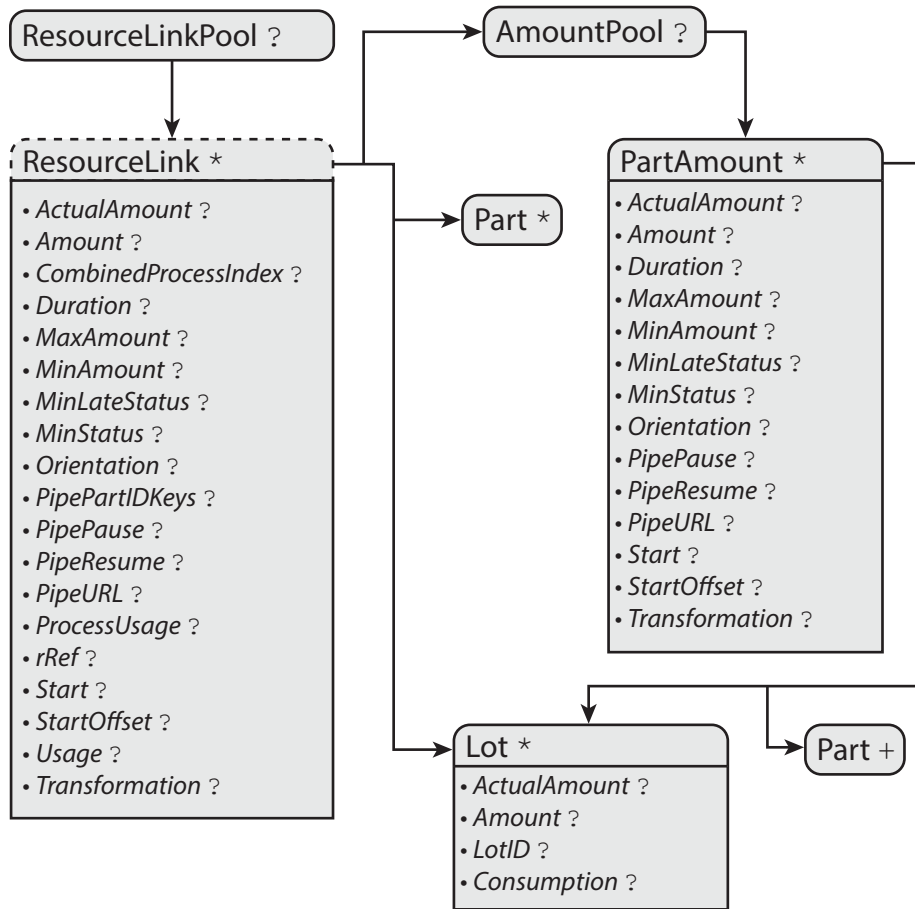 ResourceLinkPool ?
AmountPool ?
ResourceLink *
• ActualAmount ?
• Amount ?
• CombinedProcessIndex ?
• Duration ?
• MaxAmount ?
• MinAmount ?
• MinLateStatus ?
• MinStatus ?
• Orientation ?
• PipePartIDKeys ?
• PipePause ?
• PipeResume ?
• PipeURL ?
• ProcessUsage ?
• rRef ?
• Start ?
• StartOffset ?
• Usage ?
• Transformation ?
Part *
PartAmount *
• ActualAmount ?
• Amount ?
• Duration ?
• MaxAmount ?
• MinAmount ?
• MinLateStatus ?
• MinStatus ?
• Orientation ?
• PipePause ?
• PipeResume ?
• PipeURL ?
• Start ?
• StartOffset ?
• Transformation ?
Lot *
• ActualAmount ?
• Amount ?
• LotID ?
• Consumption ?
Part +